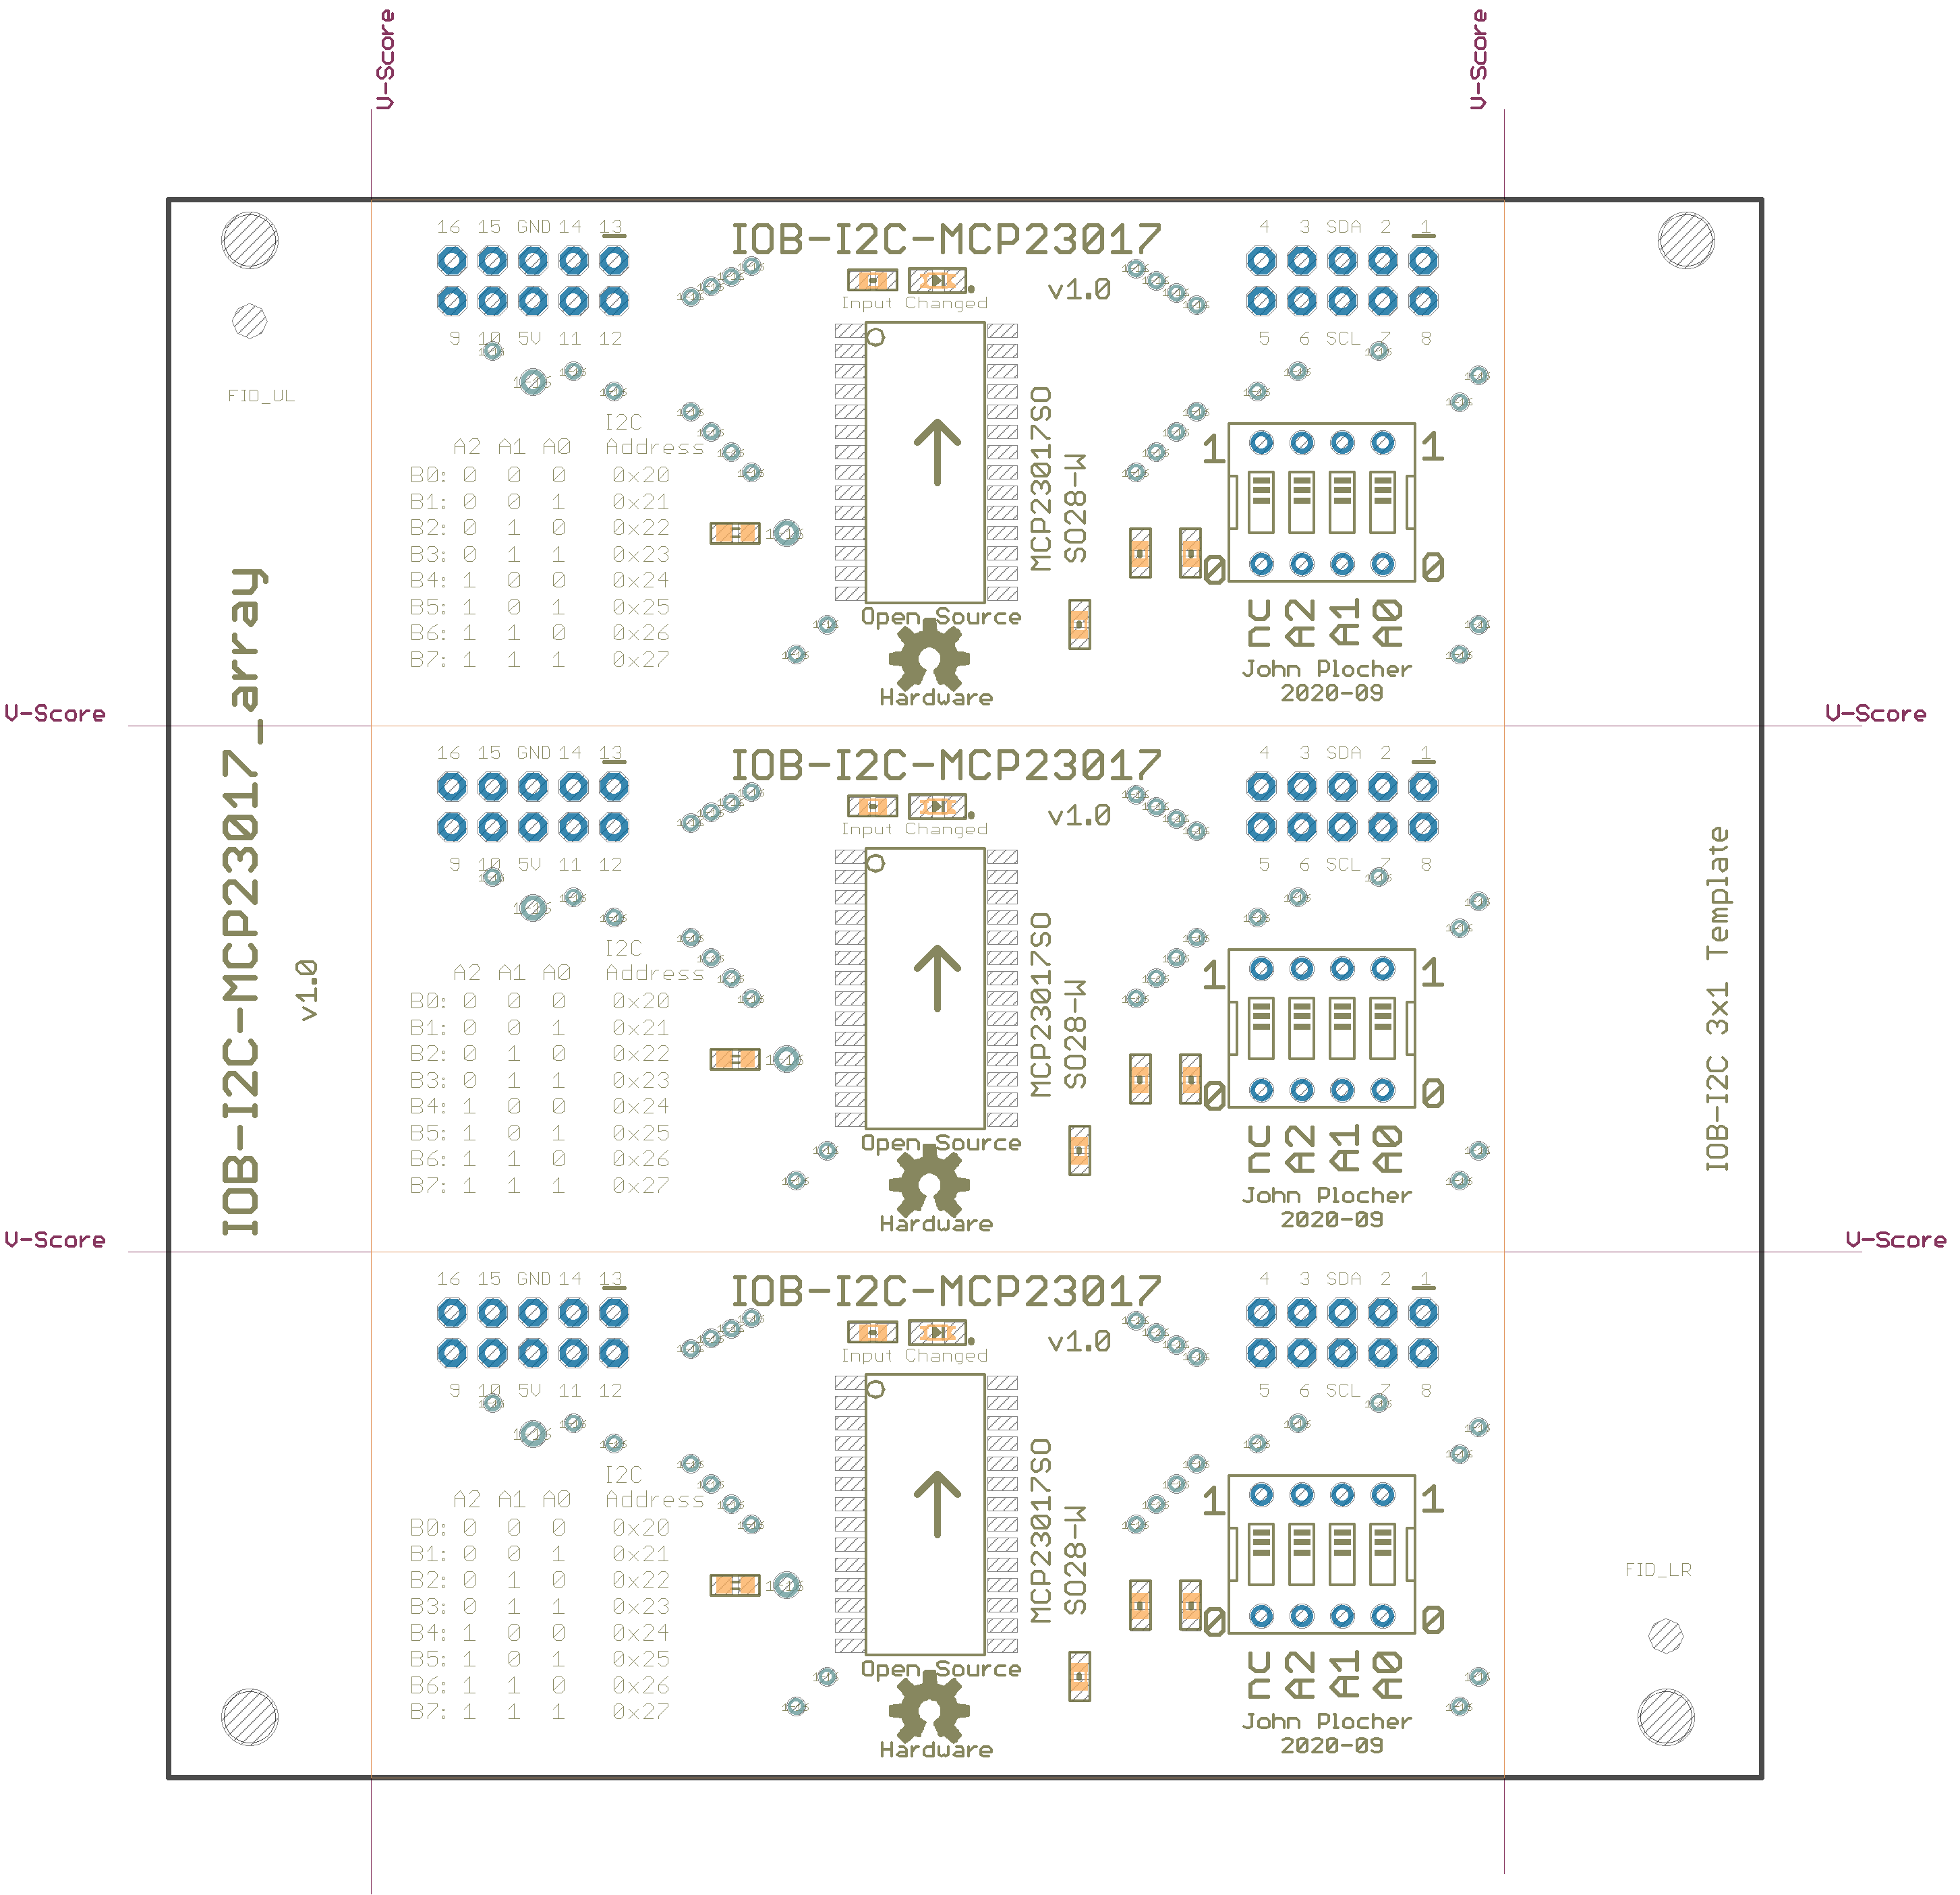 V-Score
V-Score
16 15 GND 14 13
IOB-I2C-MCP23017
4 3 SDA 2 1
v1.0
Input Changed
9 10 5V 11 12
5 6 SCL 7 8
FID_UL
I2C
A2 A1 A0 Address
B0: 0 0 0 0x20
B1: 0 0 1 0x21
B2: 0 1 0 0x22
B3: 0 1 1 0x23
B4: 1 0 0 0x24
B5: 1 0 1 0x25
B6: 1 1 0 0x26
B7: 1 1 1 0x27
MCP23017SO
SO28-W
1 1
0 0
NC
A2
A1
A0
Open Source
Hardware
John Plocher
2020-09
V-Score
V-Score
IOB-I2C-MCP23017_array
v1.0
16 15 GND 14 13
IOB-I2C-MCP23017
4 3 SDA 2 1
v1.0
Input Changed
9 10 5V 11 12
5 6 SCL 7 8
I2C
A2 A1 A0 Address
B0: 0 0 0 0x20
B1: 0 0 1 0x21
B2: 0 1 0 0x22
B3: 0 1 1 0x23
B4: 1 0 0 0x24
B5: 1 0 1 0x25
B6: 1 1 0 0x26
B7: 1 1 1 0x27
MCP23017SO
SO28-W
1 1
0 0
NC
A2
A1
A0
Open Source
Hardware
John Plocher
2020-09
IOB-I2C 3x1 Template
V-Score
V-Score
16 15 GND 14 13
IOB-I2C-MCP23017
4 3 SDA 2 1
v1.0
Input Changed
9 10 5V 11 12
5 6 SCL 7 8
I2C
A2 A1 A0 Address
B0: 0 0 0 0x20
B1: 0 0 1 0x21
B2: 0 1 0 0x22
B3: 0 1 1 0x23
B4: 1 0 0 0x24
B5: 1 0 1 0x25
B6: 1 1 0 0x26
B7: 1 1 1 0x27
MCP23017SO
SO28-W
1 1
0 0
NC
A2
A1
A0
Open Source
Hardware
John Plocher
2020-09
FID_LR